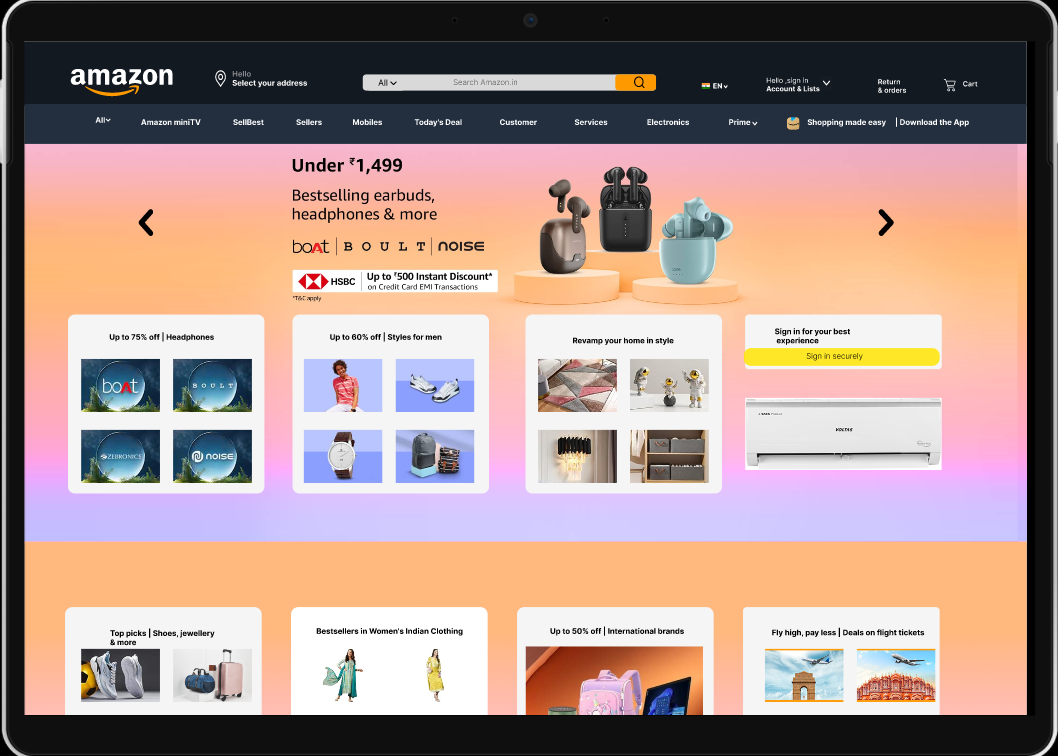 amazon
Hello
Select your address
All
Search Amazon.in
EN
Hello ,sign in
Account & Lists
Return
& orders
Cart
All
Amazon miniTV
SellBest
Sellers
Mobiles
Today's Deal
Customer
Services
Electronics
Prime
Shopping made easy | Download the App
Under ₹1,499
Bestselling earbuds,
headphones & more
boAt | BOULT | NOISE
HSBC
Up to ₹500 Instant Discount*
on Credit Card EMI Transactions
*T&C apply
Up to 75% off | Headphones
boAt
BOULT
ZEBRONICS
NOISE
Up to 60% off | Styles for men
Revamp your home in style
Sign in for your best
experience
Sign in securely
VOLTAS
Top picks | Shoes, jewellery
& more
Bestsellers in Women's Indian Clothing
Up to 50% off | International brands
Fly high, pay less | Deals on flight tickets